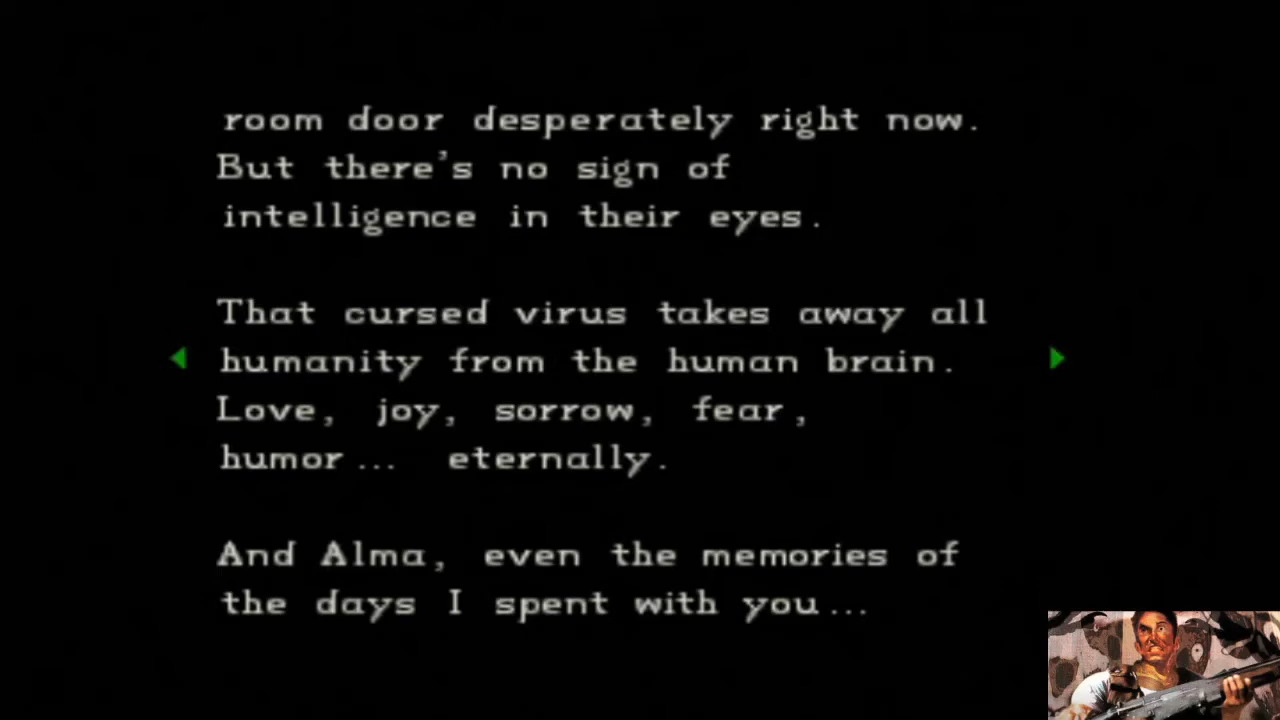 room door desperately right now.
But there's no sign of
intelligence in their eyes.
That cursed virus takes away all
humanity from the human brain.
Love, joy, sorrow, fear,
humor... eternally.
And Alma, even the memories of
the days I spent with you...